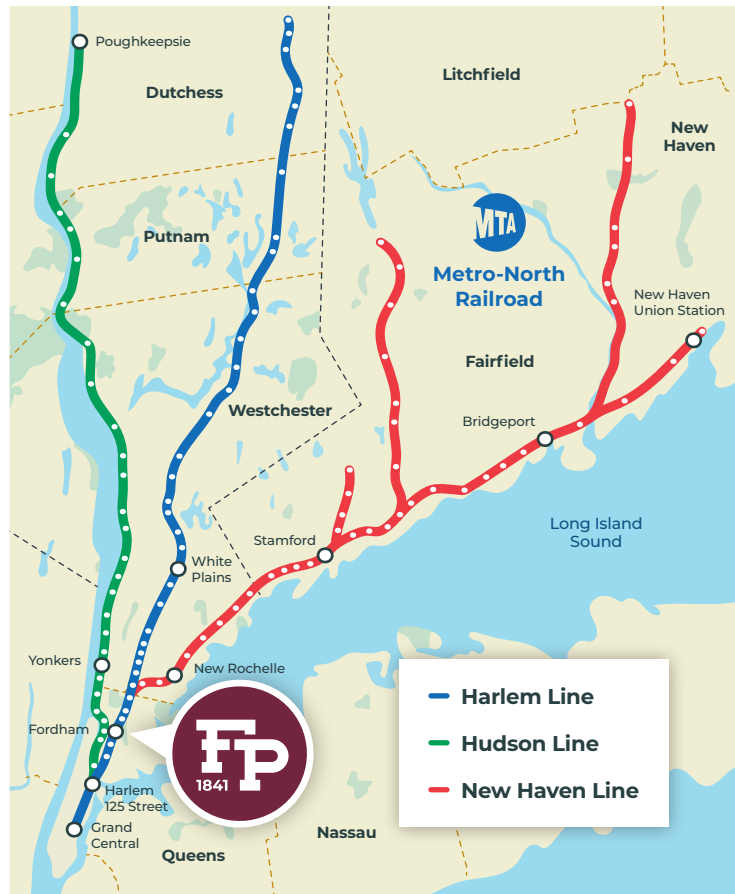 Poughkeepsie
Dutchess
Litchfield
New
Haven
Putnam
MTA
Metro-North
Railroad
New Haven
Union Station
Fairfield
Westchester
Bridgeport
Long Island
Sound
Stamford
White
Plains
Yonkers
New Rochelle
Fordham
FP
1841
Harlem
125 Street
Grand
Central
Queens
Nassau
Harlem Line
Hudson Line
New Haven Line